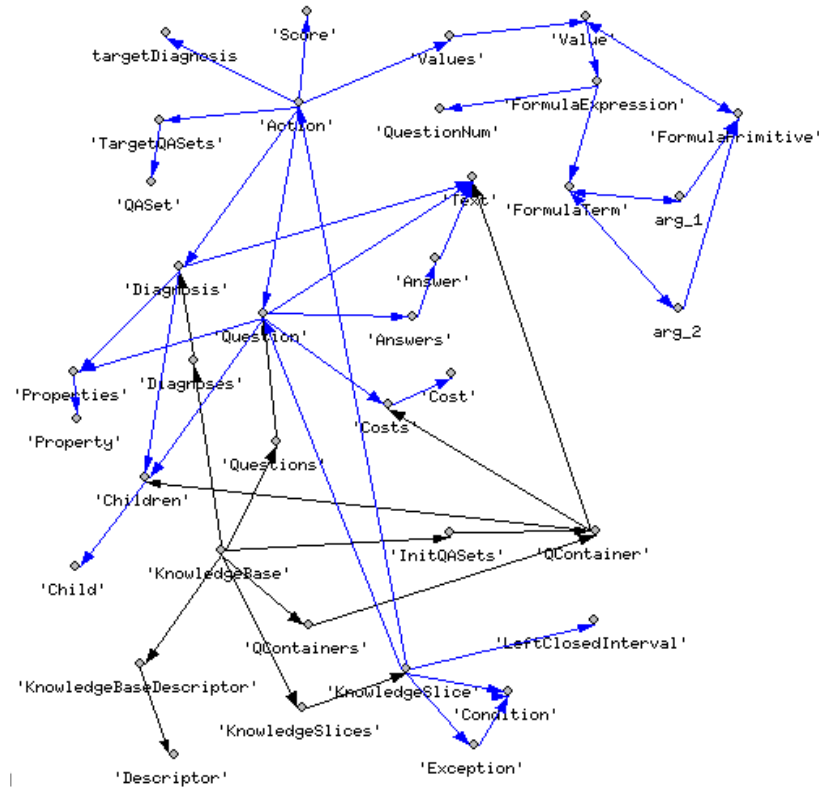 'Score'
targetDiagnosis
'Values'
'Value'
'Action'
'FormulaExpression'
'QuestionNum'
'FormulaPrimitive'
'TargetQASets'
'QASet'
'Text'
'FormulaTerm'
arg_1
'Diagnosis'
'Answer'
'Question'
'Answers'
arg_2
'Diagnoses'
'Properties'
'Cost'
'Costs'
'Property'
'Questions'
'Children'
'InitQASets'
'QContainer'
'KnowledgeBase'
'Child'
'QContainers'
'LeftClosedInterval'
'KnowledgeBaseDescriptor'
'KnowledgeSlice'
'Condition'
'KnowledgeSlices'
'Exception'
'Descriptor'